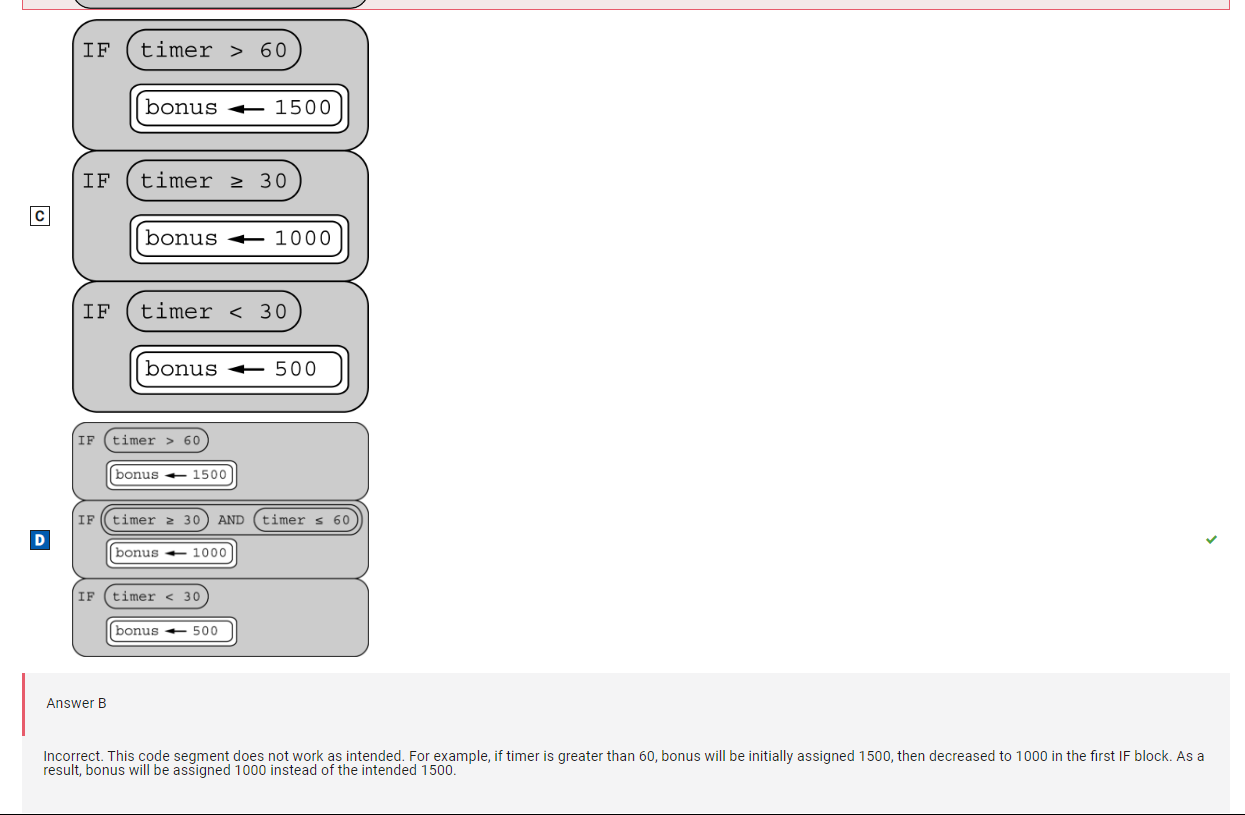 IF timer > 60
bonus ← 1500
IF timer ≥ 30
C
bonus ← 1000
IF timer < 30
bonus ← 500
IF timer > 60
bonus ← 1500
IF timer ≥ 30 AND timer ≤ 60
D
bonus ← 1000
IF timer < 30
bonus ← 500
Answer B
Incorrect. This code segment does not work as intended. For example, if timer is greater than 60, bonus will be initially assigned 1500, then decreased to 1000 in the first IF block. As a
result, bonus will be assigned 1000 instead of the intended 1500.